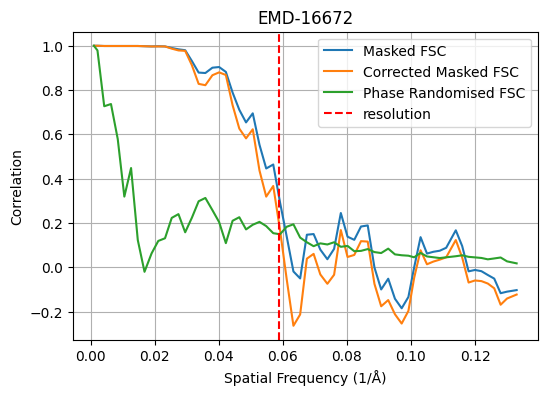 EMD-16672
Masked FSC
Corrected Masked FSC
Phase Randomised FSC
resolution
Correlation
1.0
0.8
0.6
0.4
0.2
0.0
−0.2
0.00 0.02 0.04 0.06 0.08 0.10 0.12
Spatial Frequency (1/Å)